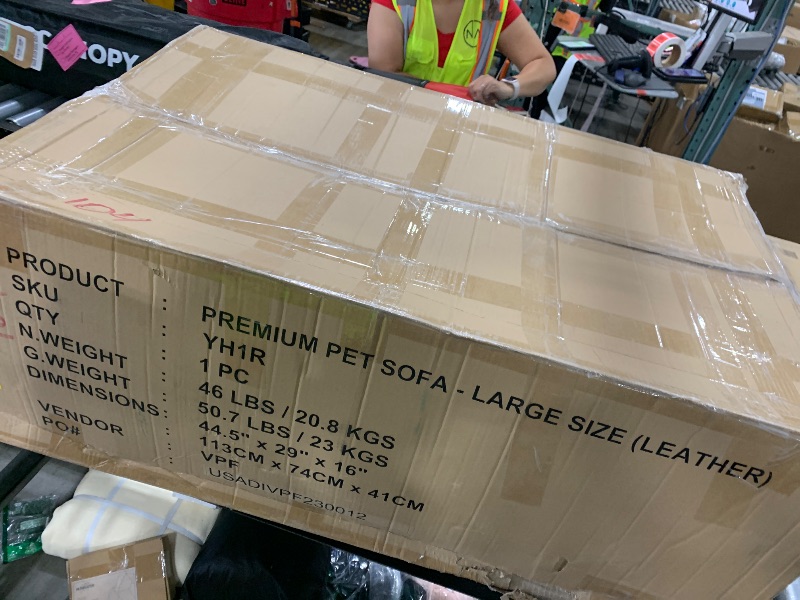 OPY
PRODUCT : PREMIUM PET SOFA - LARGE SIZE (LEATHER)
SKU : YH1R
QTY : 1 PC
N.WEIGHT : 46 LBS / 20.8 KGS
G.WEIGHT : 50.7 LBS / 23 KGS
DIMENSIONS : 44.5" x 29" x 16"
113CM x 74CM x 41CM
VENDOR : VPF
PO# : USADIVPF230012